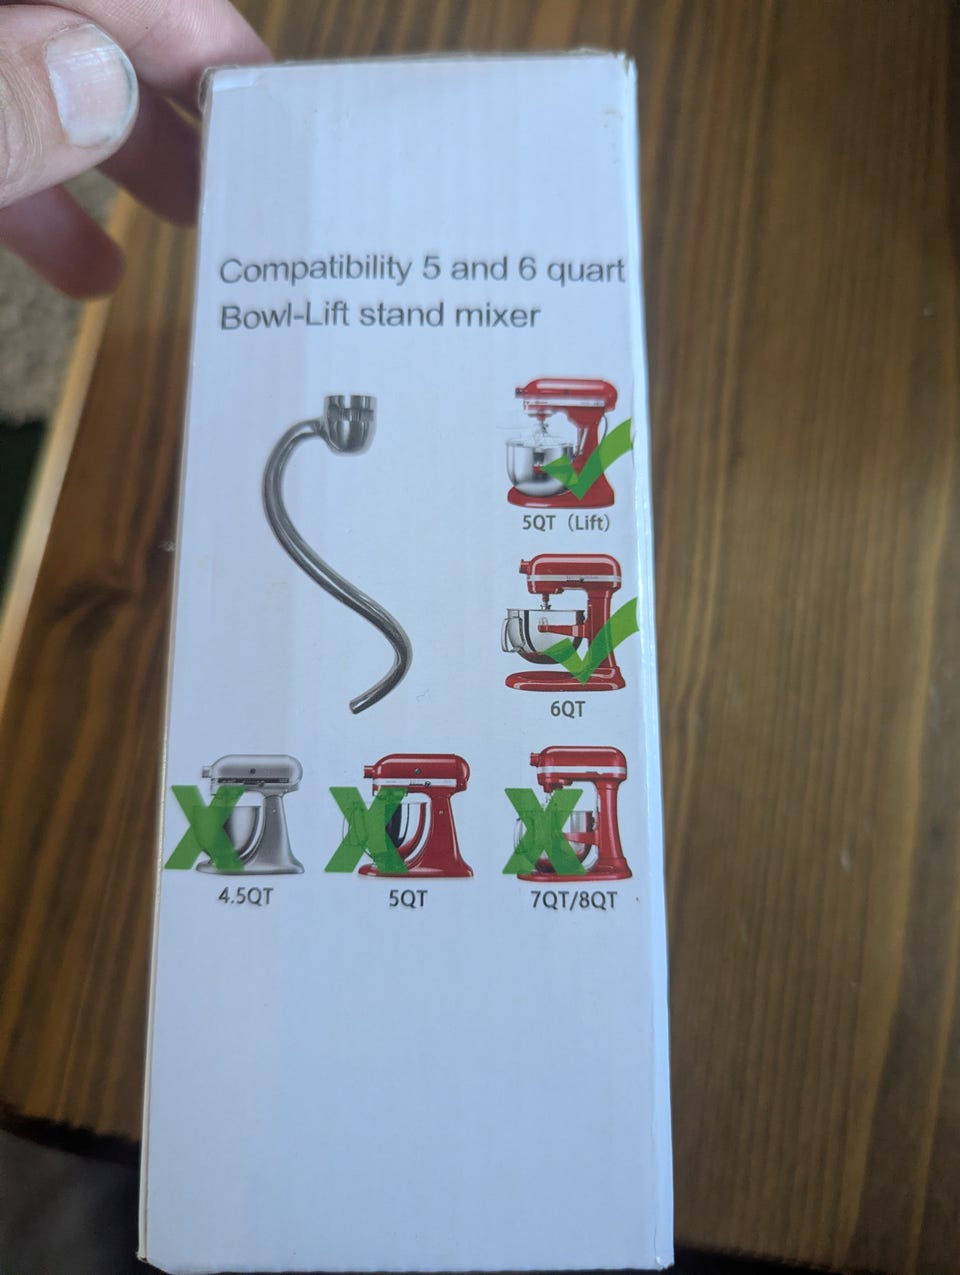 Compatibility 5 and 6 quart
Bowl-Lift stand mixer
5QT (Lift)
6QT
4.5QT
5QT
7QT/8QT